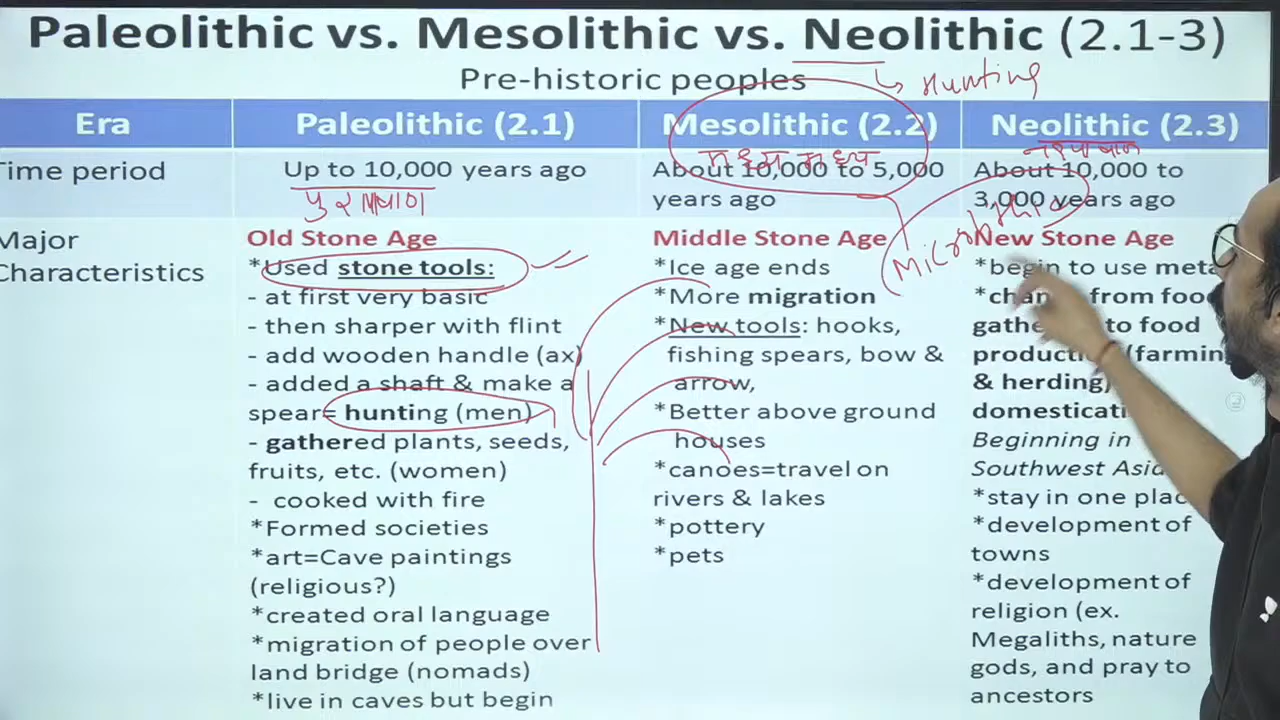 Paleolithic vs. Mesolithic vs. Neolithic (2.1-3)
Pre-historic peoples
Hunting
Era
Paleolithic (2.1)
Mesolithic (2.2)
Neolithic (2.3)
Time period
Up to 10,000 years ago
About 10,000 to 5,000
years ago
About 10,000 to
3,000 years ago
Microlithic
Major
Characteristics
Old Stone Age
*Used stone tools:
- at first very basic
- then sharper with flint
- add wooden handle (ax)
- added a shaft & make a
spear= hunting (men)
- gathered plants, seeds,
fruits, etc. (women)
- cooked with fire
*Formed societies
*art=Cave paintings
(religious?)
*created oral language
*migration of people over
land bridge (nomads)
*live in caves but begin
Middle Stone Age
*Ice age ends
*More migration
*New tools: hooks,
fishing spears, bow &
arrow,
*Better above ground
houses
*canoes=travel on
rivers & lakes
*pottery
*pets
New Stone Age
*begin to use
from
to food
& herding)
Beginning in
Southwest
*stay in one
*development of
towns
*development of
religion (ex.
Megaliths, nature
gods, and pray to
ancestors